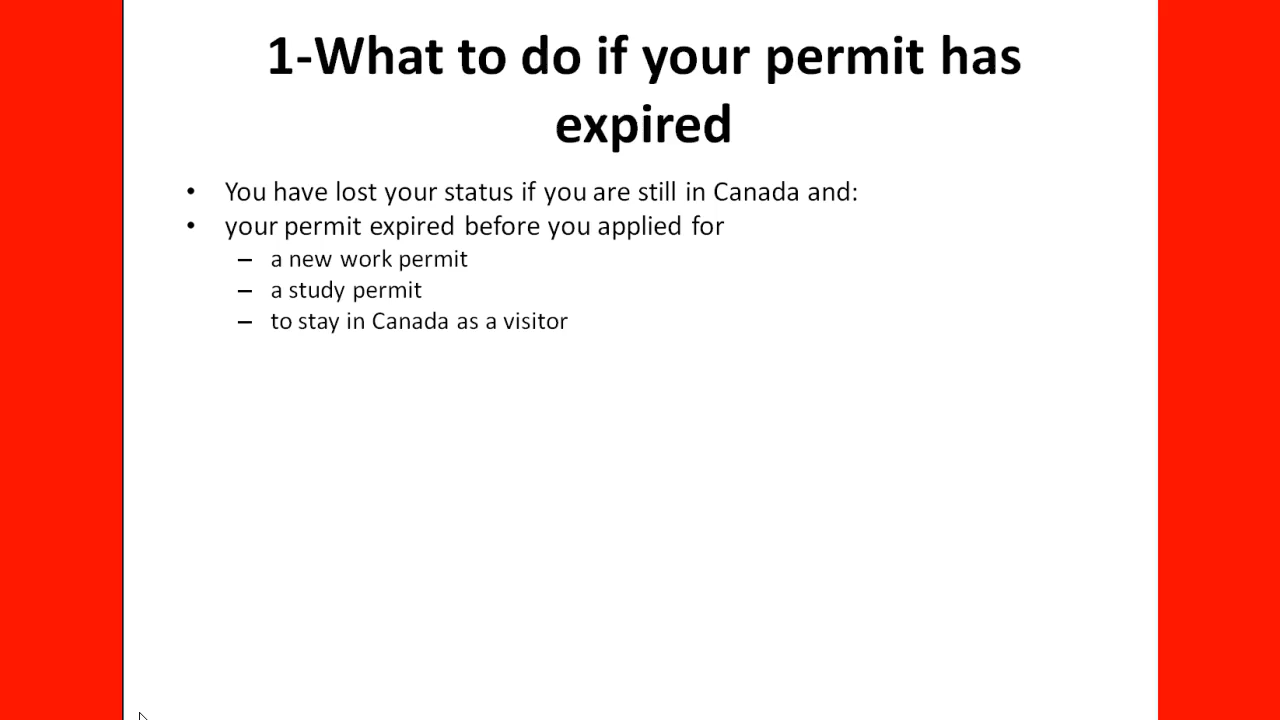 1-What to do if your permit has
expired
• You have lost your status if you are still in Canada and:
• your permit expired before you applied for
– a new work permit
– a study permit
– to stay in Canada as a visitor